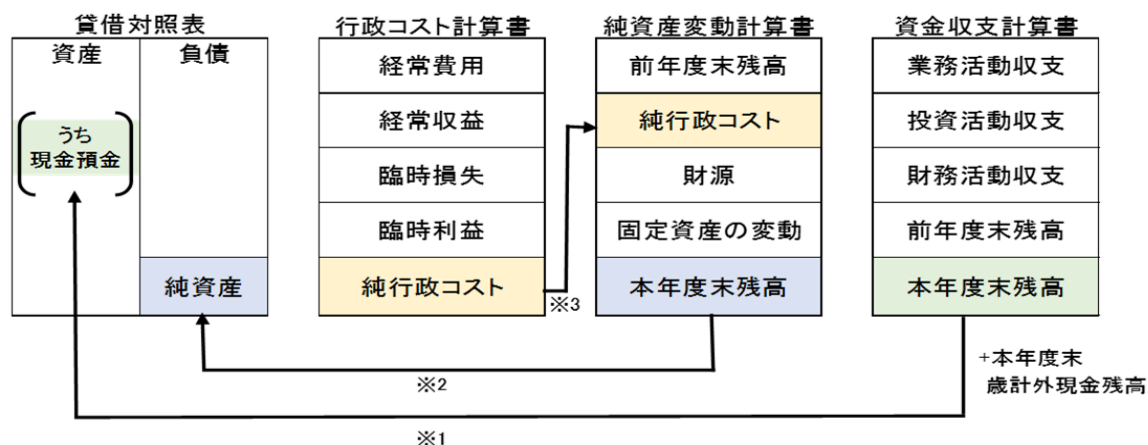 貸借対照表
資産
負債
うち
現金預金
純資産
行政コスト計算書
経常費用
経常収益
臨時損失
臨時利益
純行政コスト
※3
純資産変動計算書
前年度末残高
純行政コスト
財源
固定資産の変動
本年度末残高
資金収支計算書
業務活動収支
投資活動収支
財務活動収支
前年度末残高
本年度末残高
+本年度末
歳計外現金残高
※2
※1